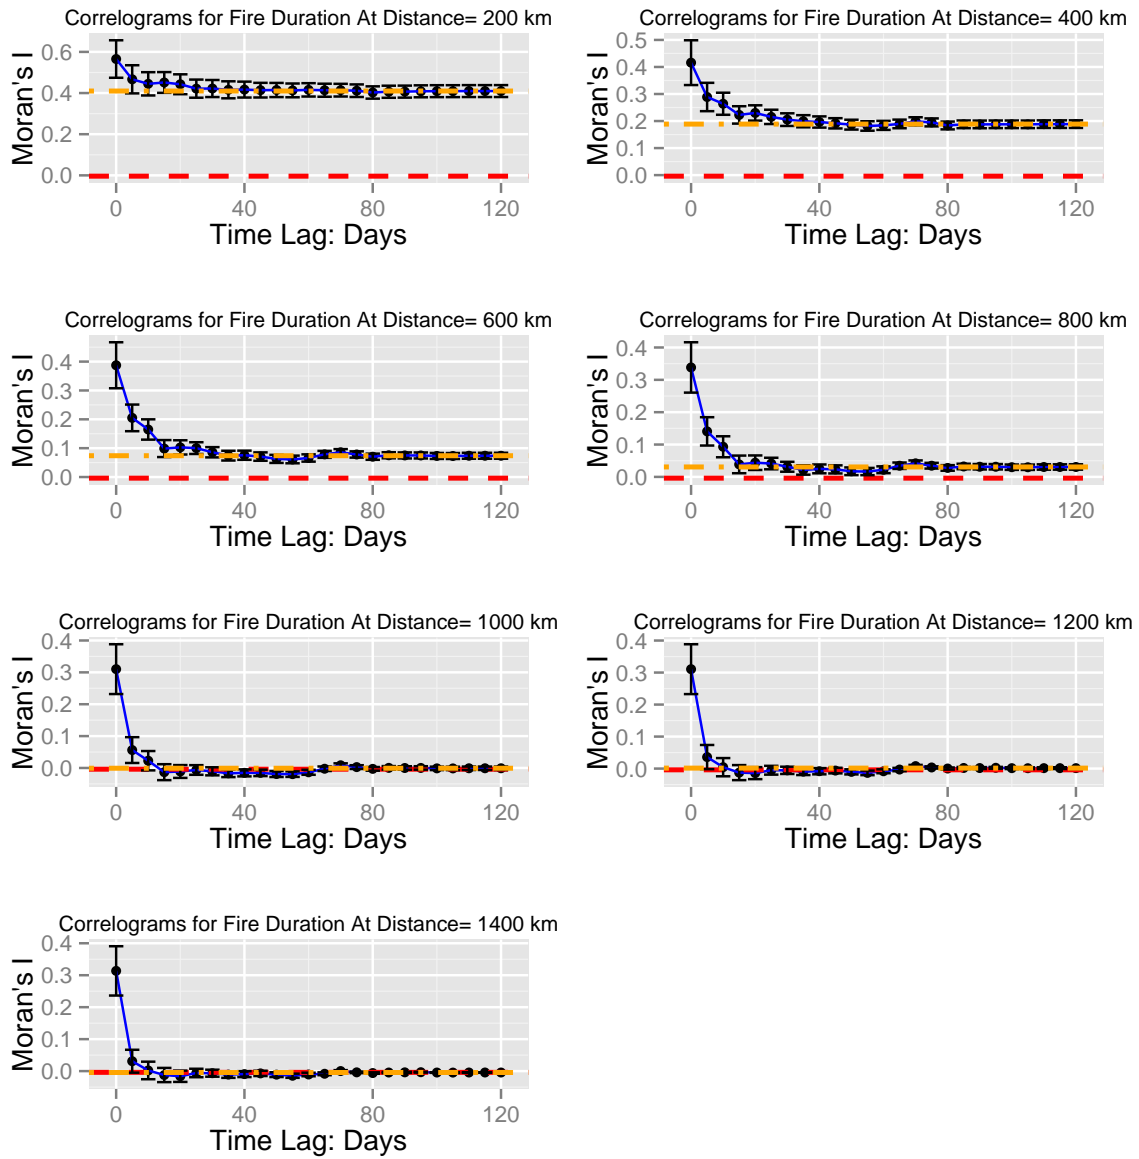 Correlograms for Fire Duration At Distance= 200 km
Moran's I
0.6
0.4
0.2
0.0
0 40 80 120
Time Lag: Days
Correlograms for Fire Duration At Distance= 400 km
Moran's I
0.5
0.4
0.3
0.2
0.1
0.0
0 40 80 120
Time Lag: Days
Correlograms for Fire Duration At Distance= 600 km
Moran's I
0.4
0.3
0.2
0.1
0.0
0 40 80 120
Time Lag: Days
Correlograms for Fire Duration At Distance= 800 km
Moran's I
0.4
0.3
0.2
0.1
0.0
0 40 80 120
Time Lag: Days
Correlograms for Fire Duration At Distance= 1000 km
Moran's I
0.4
0.3
0.2
0.1
0.0
0 40 80 120
Time Lag: Days
Correlograms for Fire Duration At Distance= 1200 km
Moran's I
0.4
0.3
0.2
0.1
0.0
0 40 80 120
Time Lag: Days
Correlograms for Fire Duration At Distance= 1400 km
Moran's I
0.4
0.3
0.2
0.1
0.0
0 40 80 120
Time Lag: Days